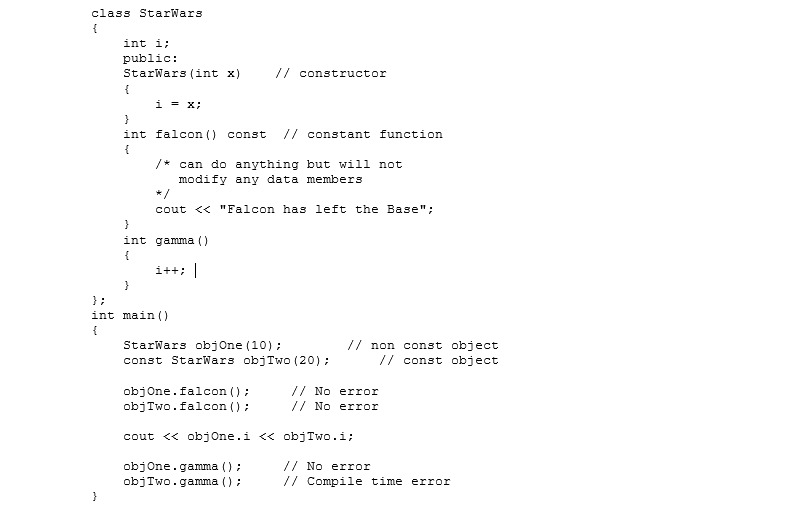 class StarWars
{
    int i;
    public:
    StarWars(int x)    // constructor
    {
        i = x;
    }
    int falcon() const  // constant function
    {
        /* can do anything but will not
           modify any data members
        */
        cout << "Falcon has left the Base";
    }
    int gamma()
    {
        i++;
    }
};
int main()
{
    StarWars objOne(10);        // non const object
    const StarWars objTwo(20);      // const object

    objOne.falcon();     // No error
    objTwo.falcon();     // No error

    cout << objOne.i << objTwo.i;

    objOne.gamma();     // No error
    objTwo.gamma();     // Compile time error
}